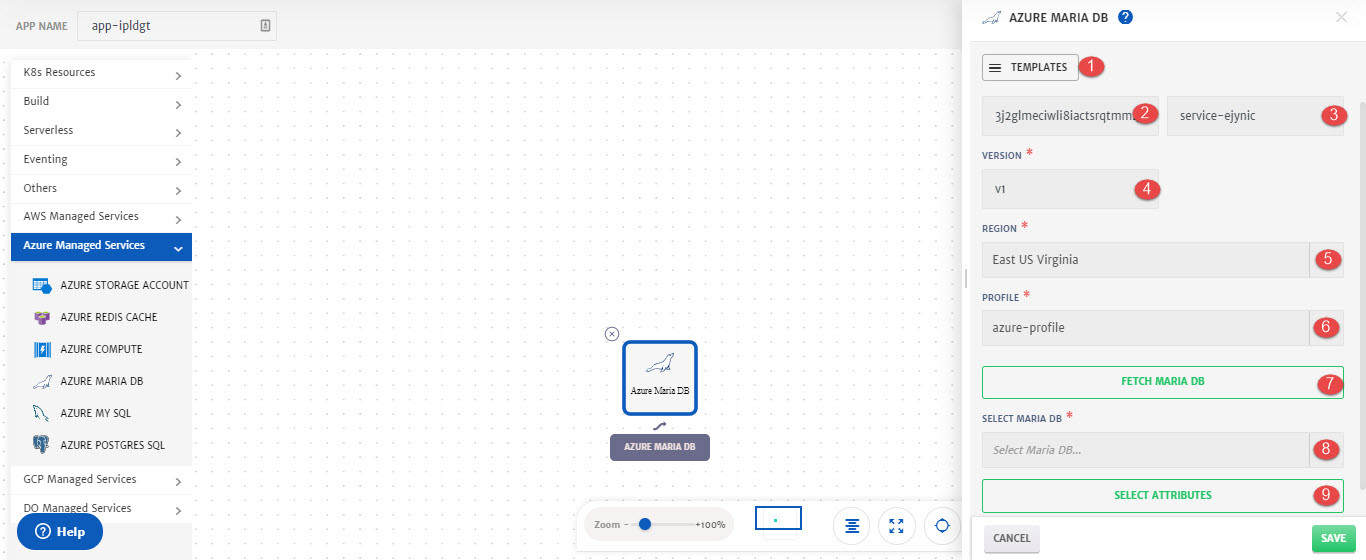 APP NAME
app-ipldgt
K8s Resources
Build
Serverless
Eventing
Others
AWS Managed Services
Azure Managed Services
AZURE STORAGE ACCOUNT
AZURE REDIS CACHE
AZURE COMPUTE
AZURE MARIA DB
AZURE MY SQL
AZURE POSTGRES SQL
GCP Managed Services
DO Managed Services
? Help
Azure Maria DB
AZURE MARIA DB
Zoom - +100%
AZURE MARIA DB ?
TEMPLATES 1
2
service-ejynic 3
VERSION *
v1 4
REGION *
East US Virginia 5
PROFILE *
azure-profile 6
FETCH MARIA DB 7
SELECT MARIA DB *
Select Maria DB... 8
SELECT ATTRIBUTES 9
CANCEL
SAVE